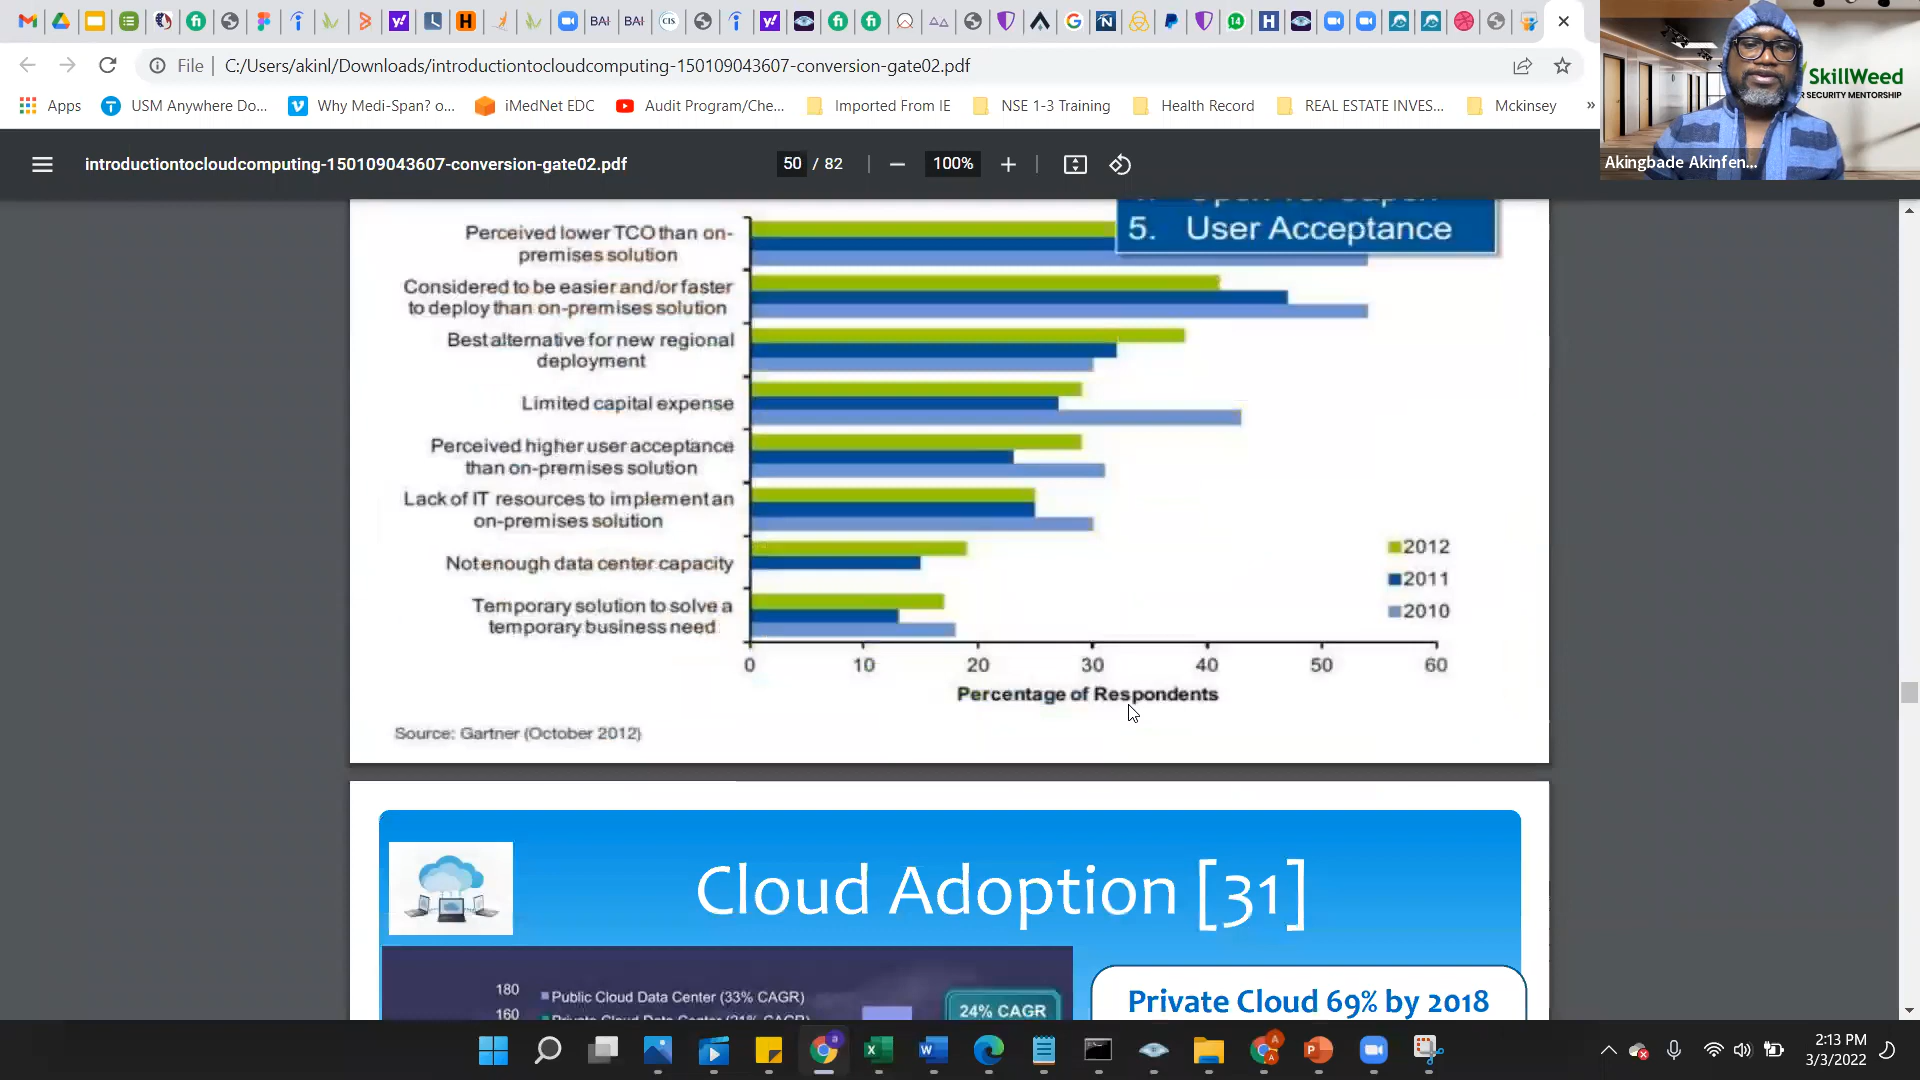 BAI
BAI
CIS
14
File
C:/Users/akinl/Downloads/introductiontocloudcomputing-150109043607-conversion-gate02.pdf
Apps
USM Anywhere Do...
Why Medi-Span? o...
iMedNet EDC
Audit Program/Che...
Imported From IE
NSE 1-3 Training
Health Record
REAL ESTATE INVES...
Mckinsey
»
SkillWeed
R SECURITY MENTORSHIP
Akingbade Akinfen...
introductiontocloudcomputing-150109043607-conversion-gate02.pdf
50 / 82
100%
5. User Acceptance
Perceived lower TCO than on-
premises solution
Considered to be easier and/or faster
to deploy than on-premises solution
Best alternative for new regional
deployment
Limited capital expense
Perceived higher user acceptance
than on-premises solution
Lack of IT resources to implement an
on-premises solution
Not enough data center capacity
Temporary solution to solve a
temporary business need
2012
2011
2010
0 10 20 30 40 50 60
Percentage of Respondents
Source: Gartner (October 2012)
Cloud Adoption [31]
180
160
Public Cloud Data Center (33% CAGR)
24% CAGR
Private Cloud 69% by 2018
2:13 PM
3/3/2022